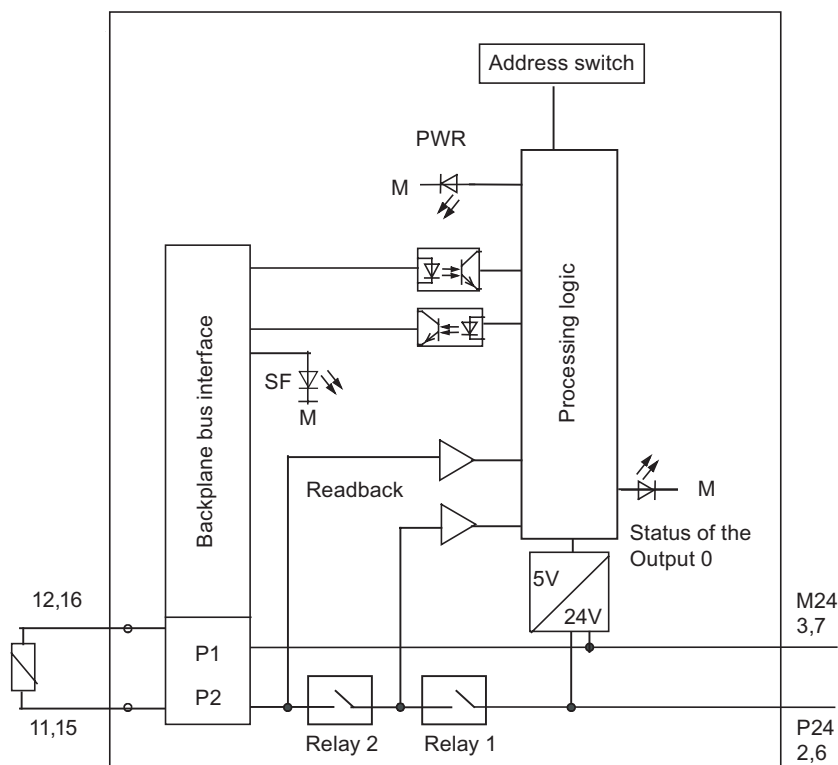 Address switch
PWR
M
Backplane bus interface
Processing logic
SF
M
Readback
M
Status of the
Output 0
5V
24V
12,16
M24
3,7
P1
P2
11,15
Relay 2
Relay 1
P24
2,6